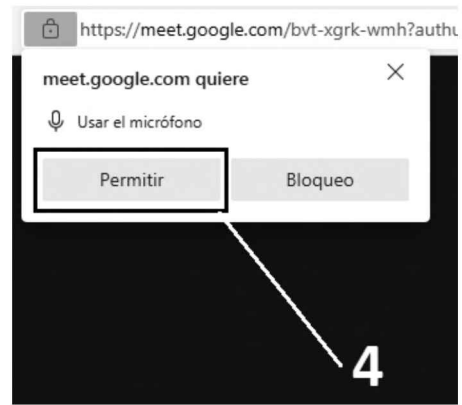 https://meet.google.com/bvt-xgrk-wmh?authu
meet.google.com quiere
Usar el micrófono
Permitir
Bloqueo
4